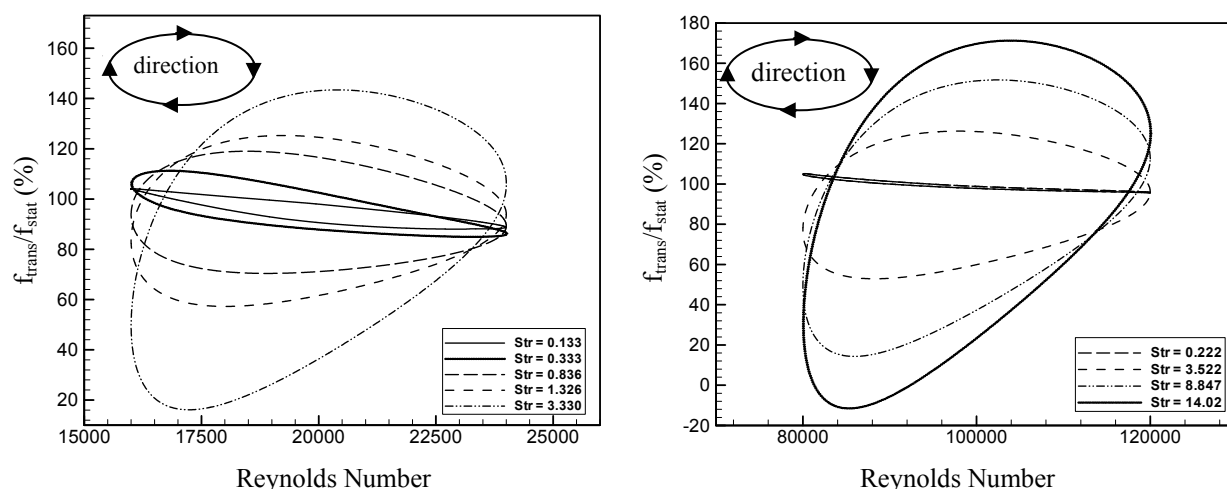 160
140
120
100
80
60
40
20
f_trans/f_stat (%)
direction
Str = 0.133
Str = 0.333
Str = 0.836
Str = 1.326
Str = 3.330
15000 17500 20000 22500 25000
Reynolds Number
180
160
140
120
100
80
60
40
20
0
-20
f_trans/f_stat (%)
direction
Str = 0.222
Str = 3.522
Str = 8.847
Str = 14.02
80000 100000 120000
Reynolds Number